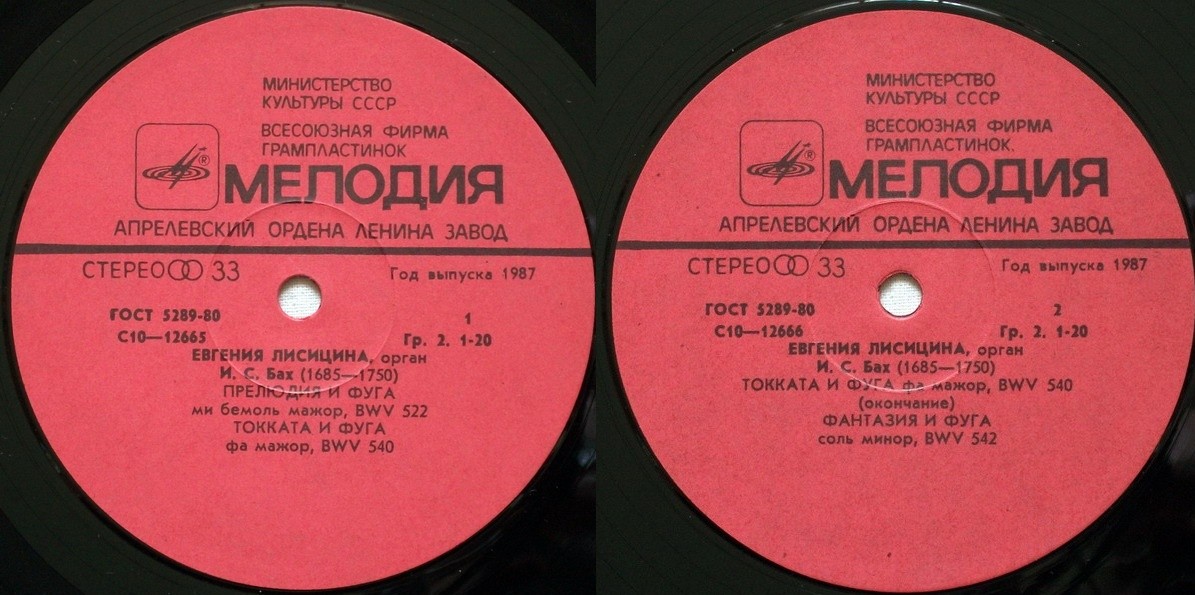 МИНИСТЕРСТВО
КУЛЬТУРЫ СССР
ВСЕСОЮЗНАЯ ФИРМА
ГРАМПЛАСТИНОК
®
МЕЛОДИЯ
АПРЕЛЕВСКИЙ ОРДЕНА ЛЕНИНА ЗАВОД
СТЕРЕО 33 Год выпуска 1987
ГОСТ 5289-80 1
С10—12665 Гр. 2. 1-20
ЕВГЕНИЯ ЛИСИЦИНА, орган
И. С. Бах (1685—1750)
ПРЕЛЮДИЯ И ФУГА
ми бемоль мажор, BWV 522
ТОККАТА И ФУГА
фа мажор, BWV 540
МИНИСТЕРСТВО
КУЛЬТУРЫ СССР
ВСЕСОЮЗНАЯ ФИРМА
ГРАМПЛАСТИНОК.
®
МЕЛОДИЯ
АПРЕЛЕВСКИЙ ОРДЕНА ЛЕНИНА ЗАВОД
СТЕРЕО 33 Год выпуска 1987
ГОСТ 5289-80 2
С10—12666 Гр. 2. 1-20
ЕВГЕНИЯ ЛИСИЦИНА, орган
И. С. Бах (1685—1750)
ТОККАТА И ФУГА фа мажор, BWV 540
(окончание)
ФАНТАЗИЯ И ФУГА
соль минор, BWV 542